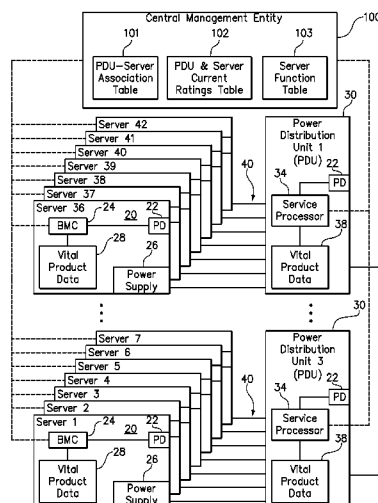 Central Management Entity
100
101
102
103
PDU-Server
Association
Table
PDU & Server
Current
Ratings Table
Server
Function
Table
30
Server 42
Server 41
Server 40
Server 39
Server 38
Server 37
Server 36
24
20
22
BMC
PD
28
26
Vital
Product
Data
Power
Supply
40
Power
Distribution
Unit 1
(PDU)
22
PD
34
Service
Processor
38
Vital
Product
Data
30
Server 7
Server 6
Server 5
Server 4
Server 3
Server 2
Server 1
24
20
22
BMC
PD
28
26
Vital
Product
Data
Power
Supply
40
Power
Distribution
Unit 3
(PDU)
22
PD
34
Service
Processor
38
Vital
Product
Data